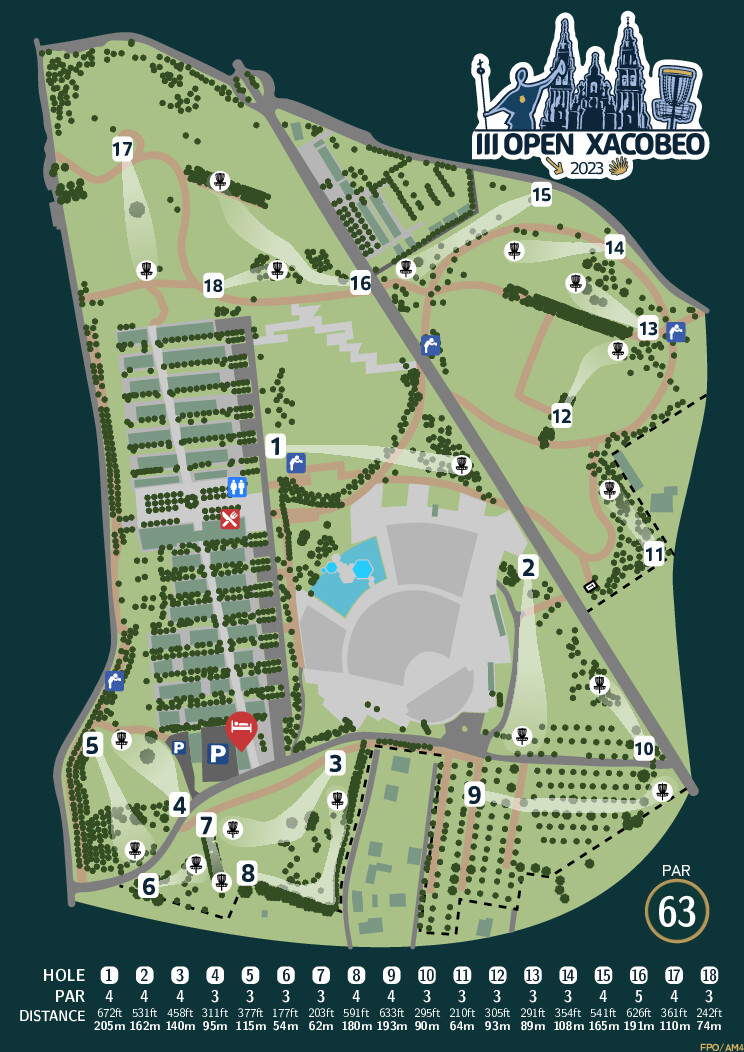 III OPEN XACOBEO
2023
17
15
14
18
16
13
12
1
11
2
5
10
3
P
P
4
9
7
6
8
PAR
63
HOLE 1 2 3 4 5 6 7 8 9 10 11 12 13 14 15 16 17 18
PAR 4 4 4 3 3 3 3 4 4 3 3 3 3 3 4 5 4 3
DISTANCE 672ft 531ft 458ft 311ft 377ft 177ft 203ft 591ft 633ft 295ft 210ft 305ft 291ft 354ft 541ft 626ft 361ft 242ft
205m 162m 140m 95m 115m 54m 62m 180m 193m 90m 64m 93m 89m 108m 165m 191m 110m 74m
FPO/AM4